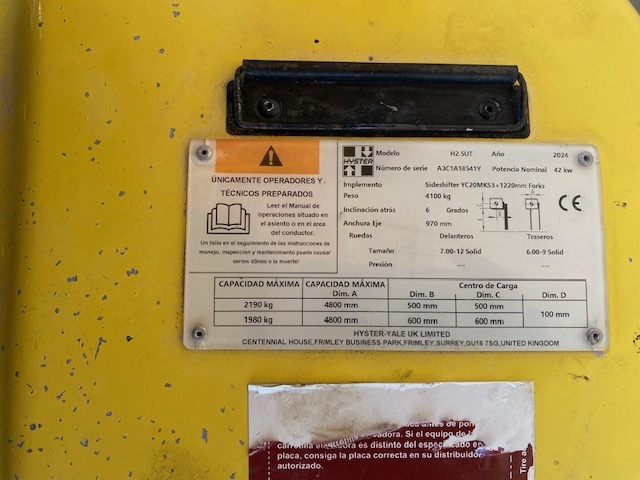 HYSTER
Modelo H2.5UT Año 2024
Número de serie A3C1A18541Y Potencia Nominal 42 kw
ÚNICAMENTE OPERADORES Y
TÉCNICOS PREPARADOS
Leer el Manual de
operaciones situado en
el asiento o en el area
del conductor.
Un fallo en el seguimiento de las instrucciones de
manejo, inspeccion y mantenimiento puede causar
serios dános o la muerte!
Implemento Sideshifter YC20MKS3+1220mm Forks
Peso 4100 kg
Inclinación atrás 6 Grados
Anchura Eje 970 mm
CE
Ruedas Delanteros Traseros
Tamaño 7.00-12 Solid 6.00-9 Solid
Presión --- ---
CAPACIDAD MÁXIMA CAPACIDAD MÁXIMA Centro de Carga
Dim. A Dim. B Dim. C Dim. D
2190 kg 4800 mm 500 mm 500 mm 100 mm
1980 kg 4800 mm 600 mm 600 mm
HYSTER-YALE UK LIMITED
CENTENNIAL HOUSE,FRIMLEY BUSINESS PARK,FRIMLEY,SURREY,GU16 7SG,UNITED KINGDOM
antes de pon
Si el equipo de la
es distinto del especificado en
placa, consiga la placa correcta en su distribuidor
autorizado.
Tire a